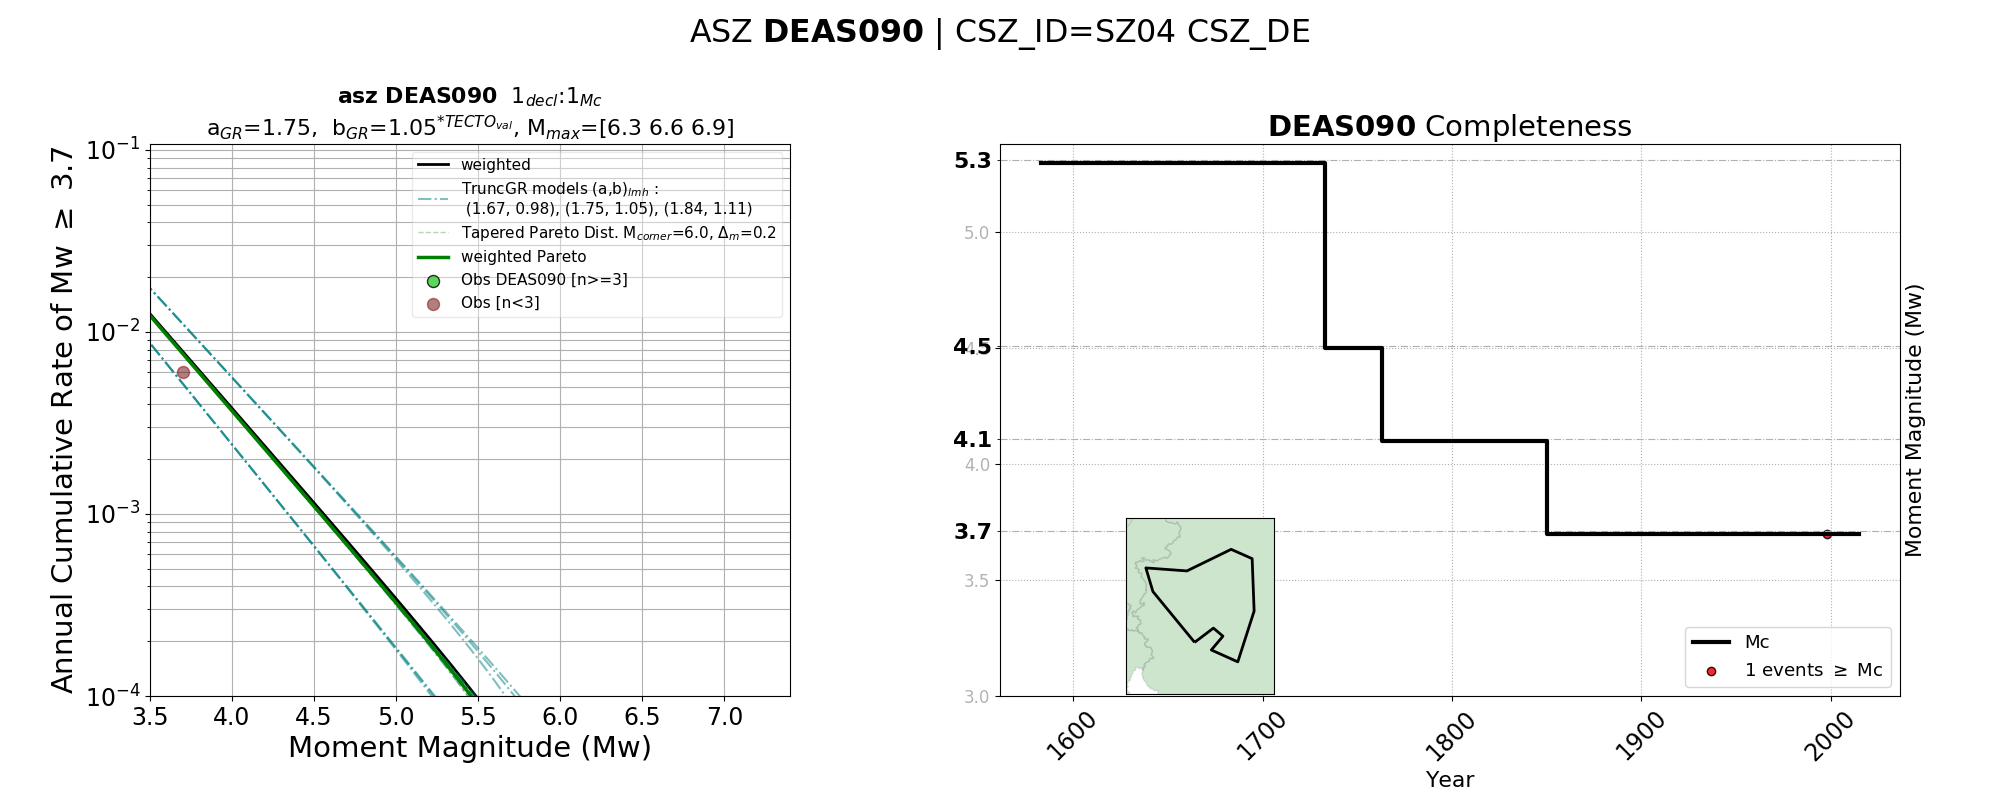 ASZ DEAS090 | CSZ_ID=SZ04 CSZ_DE
asz DEAS090 1decl:1Mc
aGR=1.75, bGR=1.05*TECTOval, Mmax=[6.3 6.6 6.9]
Annual Cumulative Rate of Mw ≥ 3.7
10−1
10−2
10−3
10−4
weighted
TruncGR models (a,b)lmh :
(1.67, 0.98), (1.75, 1.05), (1.84, 1.11)
Tapered Pareto Dist. Mcorner=6.0, Δm=0.2
weighted Pareto
Obs DEAS090 [n>=3]
Obs [n<3]
3.5 4.0 4.5 5.0 5.5 6.0 6.5 7.0
Moment Magnitude (Mw)
DEAS090 Completeness
5.3
5.0
4.5
4.5
4.1
4.0
3.7
3.5
3.0
Moment Magnitude (Mw)
Mc
1 events ≥ Mc
1600 1700 1800 1900 2000
Year